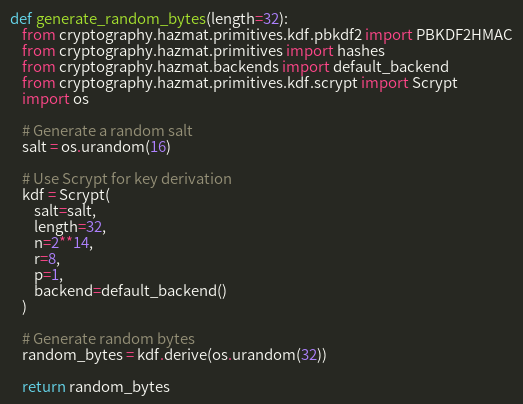 def generate_random_bytes(length=32):
    from cryptography.hazmat.primitives.kdf.pbkdf2 import PBKDF2HMAC
    from cryptography.hazmat.primitives import hashes
    from cryptography.hazmat.backends import default_backend
    from cryptography.hazmat.primitives.kdf.scrypt import Scrypt
    import os

    # Generate a random salt
    salt = os.urandom(16)

    # Use Scrypt for key derivation
    kdf = Scrypt(
        salt=salt,
        length=32,
        n=2**14,
        r=8,
        p=1,
        backend=default_backend()
    )

    # Generate random bytes
    random_bytes = kdf.derive(os.urandom(32))

    return random_bytes